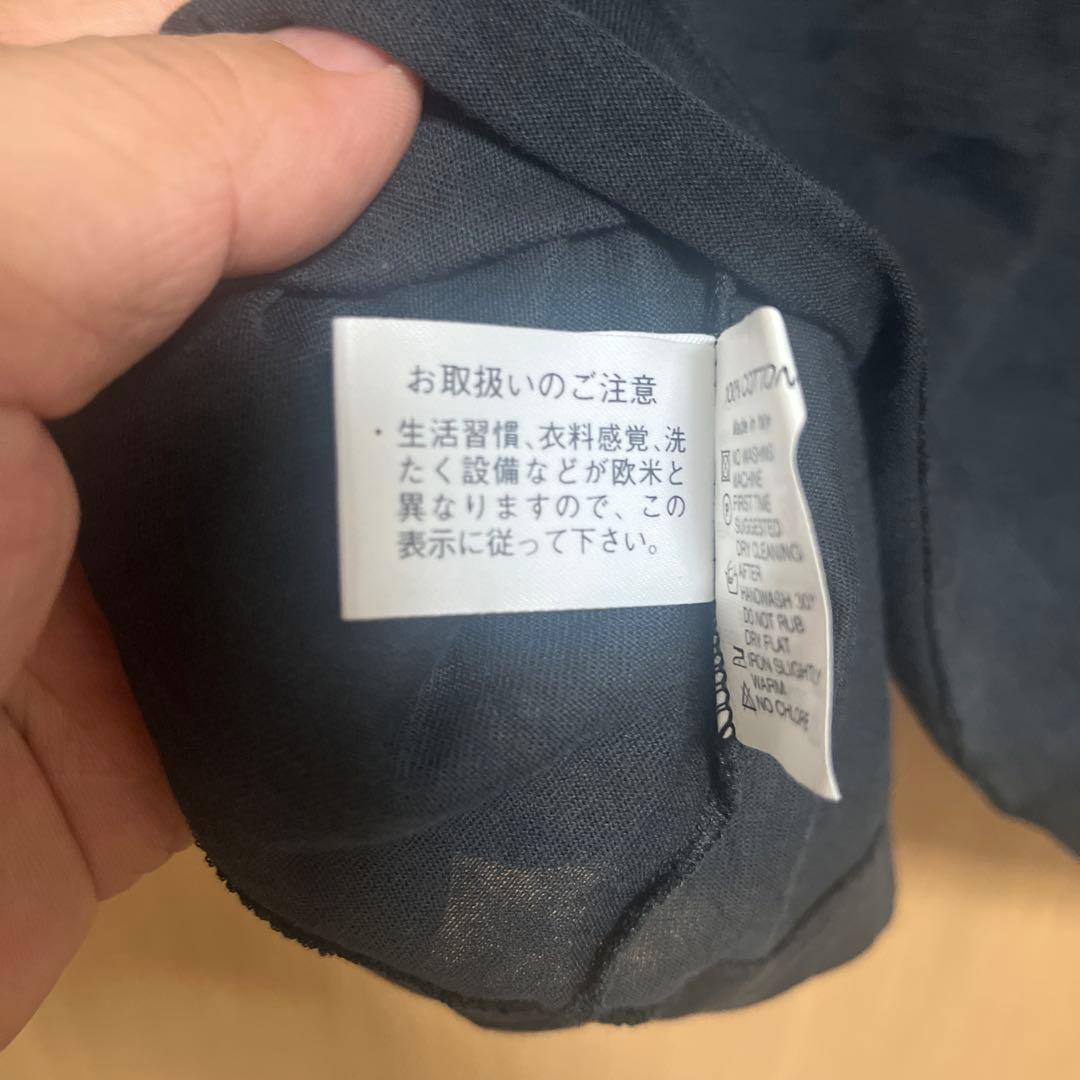 お取扱いのご注意
・生活習慣、衣料感覚、洗
たく設備などが欧米と
異なりますので、この
表示に従って下さい。
100% COTTON
Made in Italy
NO WASHING
MACHINE
P FIRST TIME
SUGGESTED
DRY CLEANING
AFTER
HANDWASH 30°
DO NOT RUB
DRY FLAT
IRON SLIGHTLY
WARM
NO CHLORE